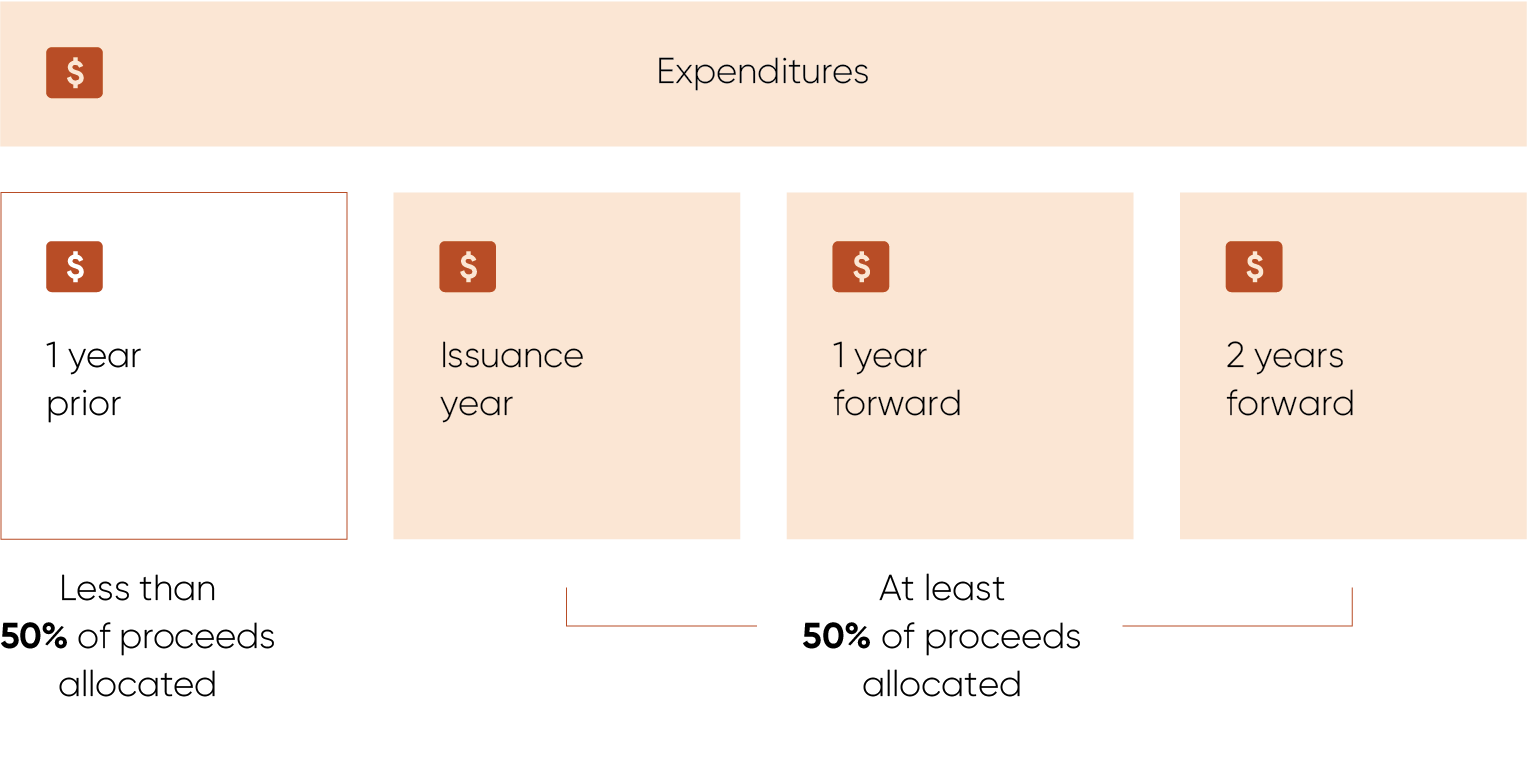 $
Expenditures
$
1 year
prior
$
Issuance
year
$
1 year
forward
$
2 years
forward
Less than
50% of proceeds
allocated
At least
50% of proceeds
allocated